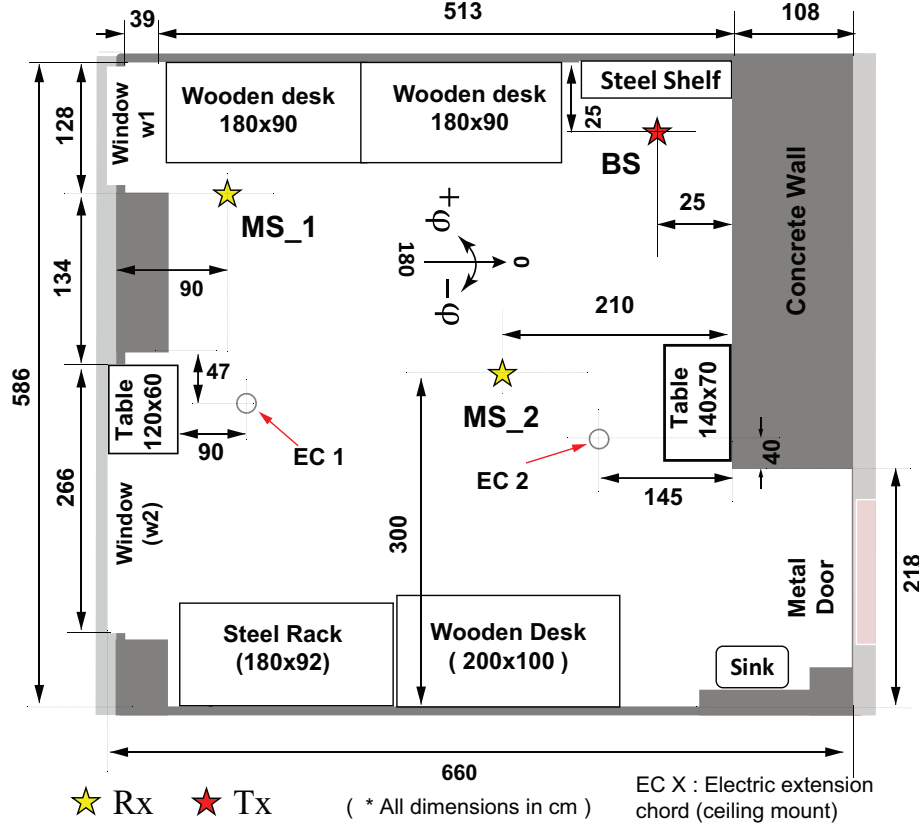 39
513
108
Wooden desk
180x90
Wooden desk
180x90
Steel Shelf
25
BS
25
128
Window
w1
MS_1
+φ
180
0
−φ
Concrete Wall
134
90
210
586
47
Table
120x60
90
EC 1
MS_2
Table
140x70
EC 2
40
145
266
Window
(w2)
300
Metal
Door
218
Steel Rack
(180x92)
Wooden Desk
( 200x100 )
Sink
660
Rx
Tx
( * All dimensions in cm )
EC X : Electric extension
chord (ceiling mount)